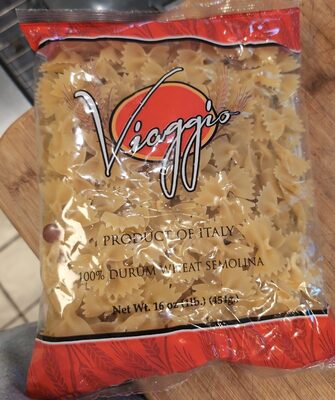 Viaggio
PRODUCT OF ITALY
100% DURUM WHEAT SEMOLINA
Net Wt. 16 oz (1lb.) (454g.)